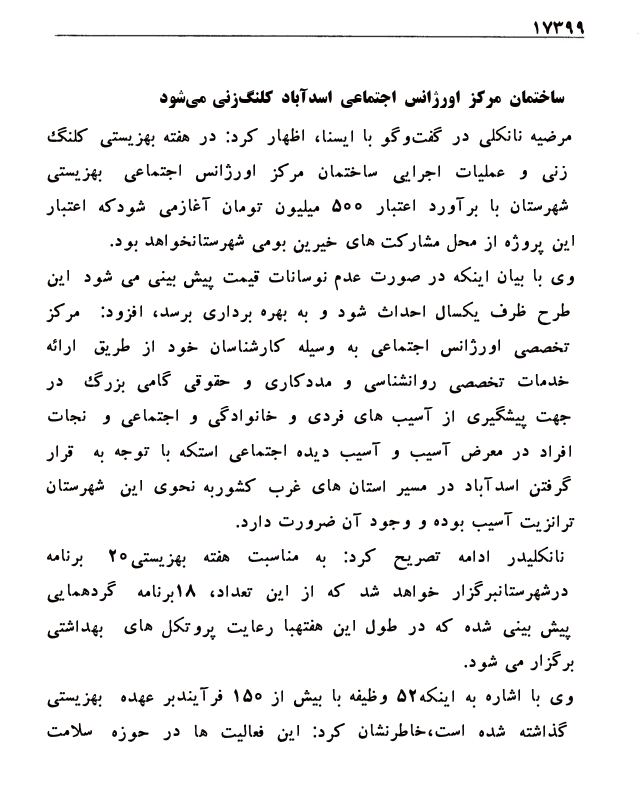 ۱۷۳۹۹
ساختمان مرکز اورژانس اجتماعی اسدآباد کلنگ‌زنی می‌شود
مرضیه نانکلی در گفت‌وگو با ایسنا، اظهار کرد: در هفته بهزیستی کلنگ
زنی و عملیات اجرایی ساختمان مرکز اورژانس اجتماعی بهزیستی
شهرستان با برآورد اعتبار ۵۰۰ میلیون تومان آغازمی شودکه اعتبار
این پروژه از محل مشارکت های خیرین بومی شهرستانخواهد بود.
وی با بیان اینکه در صورت عدم نوسانات قیمت پیش بینی می شود این
طرح ظرف یکسال احداث شود و به بهره برداری برسد، افزود: مرکز
تخصصی اورژانس اجتماعی به وسیله کارشناسان خود از طریق ارائه
خدمات تخصصی روانشناسی و مددکاری و حقوقی گامی بزرگ در
جهت پیشگیری از آسیب های فردی و خانوادگی و اجتماعی و نجات
افراد در معرض آسیب و آسیب دیده اجتماعی استکه با توجه به قرار
گرفتن اسدآباد در مسیر استان های غرب کشوربه نحوی این شهرستان
ترانزیت آسیب بوده و وجود آن ضرورت دارد.
نانکلیدر ادامه تصریح کرد: به مناسبت هفته بهزیستی۲۰ برنامه
درشهرستانبرگزار خواهد شد که از این تعداد، ۱۸برنامه گردهمایی
پیش بینی شده که در طول این هفتهبا رعایت پروتکل های بهداشتی
برگزار می شود.
وی با اشاره به اینکه۵۲ وظیفه با بیش از ۱۵۰ فرآیندبر عهده بهزیستی
گذاشته شده است،خاطرنشان کرد: این فعالیت ها در حوزه سلامت